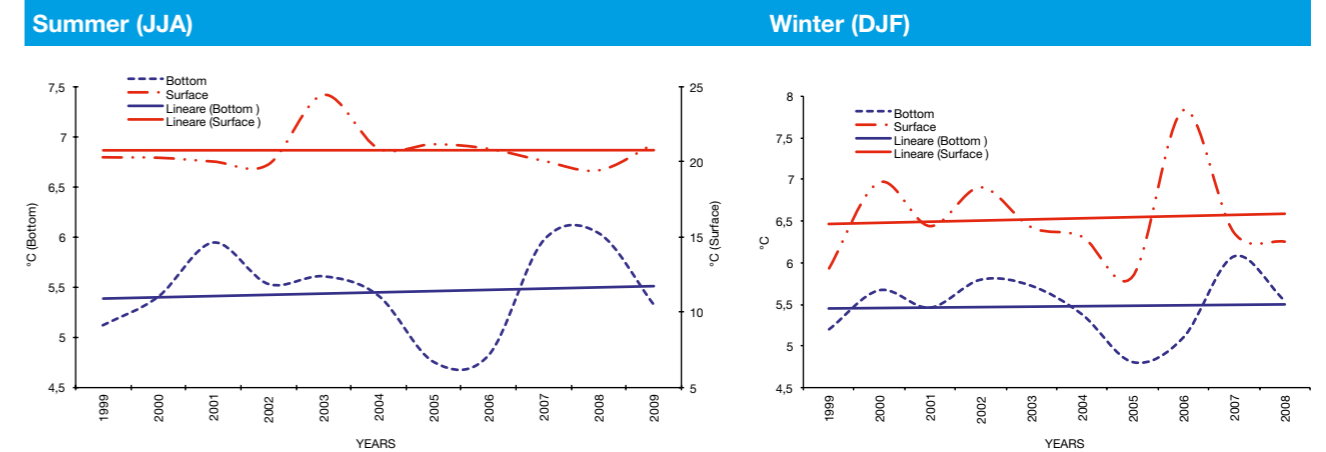 Summer (JJA)
Winter (DJF)
Bottom
Surface
Lineare (Bottom )
Lineare (Surface )
°C (Bottom)
7,5
7
6,5
6
5,5
5
4,5
25
20
15
10
5
°C (Surface)
1999
2000
2001
2002
2003
2004
2005
2006
2007
2008
2009
YEARS
Bottom
Surface
Lineare (Bottom )
Lineare (Surface )
°C
8
7,5
7
6,5
6
5,5
5
4,5
1999
2000
2001
2002
2003
2004
2005
2006
2007
2008
YEARS